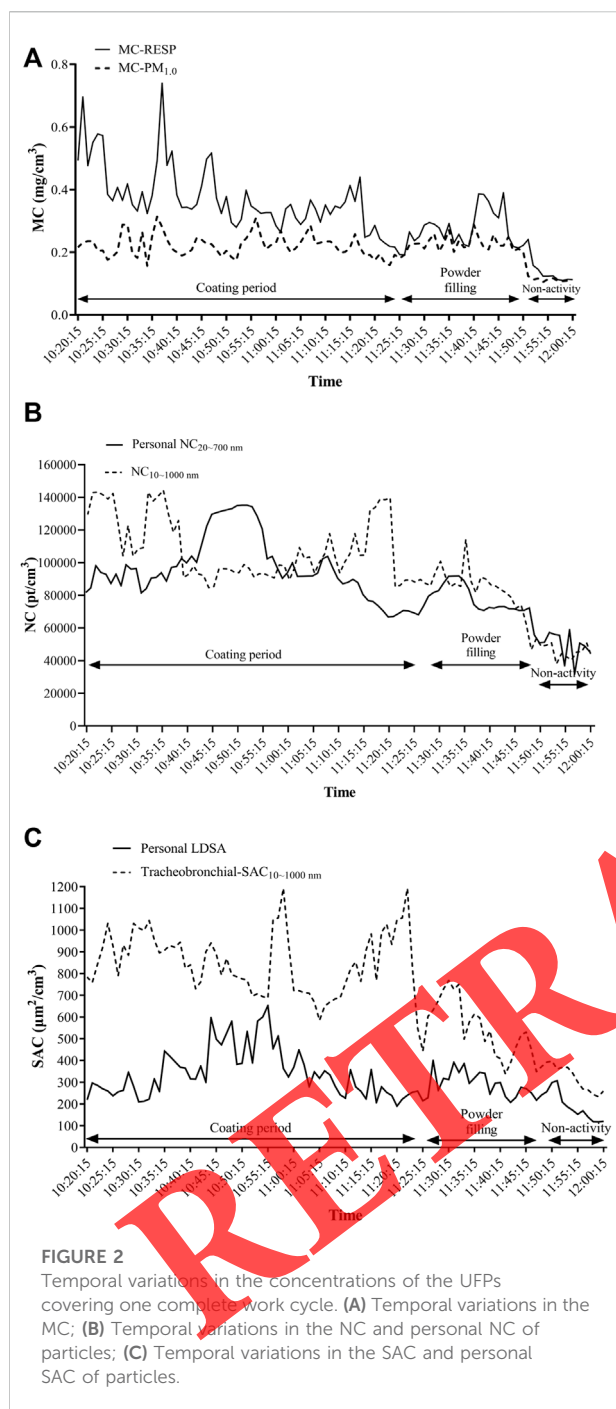 A
MC-RESP
MC-PM1.0
MC (mg/cm3)
0.8
0.6
0.4
0.2
0.0
Coating period
Powder
filling
Non-activity
10:20:15
10:25:15
10:30:15
10:35:15
10:40:15
10:45:15
10:50:15
10:55:15
11:00:15
11:05:15
11:10:15
11:15:15
11:20:15
11:25:15
11:30:15
11:35:15
11:40:15
11:45:15
11:50:15
11:55:15
12:00:15
Time
B
Personal NC20~700 nm
NC10~1000 nm
NC (pt/cm3)
160000
140000
120000
100000
80000
60000
40000
20000
0
Coating period
Powder
filling
Non-activity
10:20:15
10:25:15
10:30:15
10:35:15
10:40:15
10:45:15
10:50:15
10:55:15
11:00:15
11:05:15
11:10:15
11:15:15
11:20:15
11:25:15
11:30:15
11:35:15
11:40:15
11:45:15
11:50:15
11:55:15
12:00:15
Time
C
Personal LDSA
Tracheobronchial-SAC10~1000 nm
SAC (µm2/cm3)
1200
1100
1000
900
800
700
600
500
400
300
200
100
0
Coating period
Powder
filling
Non-activity
10:20:15
10:25:15
10:30:15
10:35:15
10:40:15
10:45:15
10:50:15
10:55:15
11:00:15
11:05:15
11:10:15
11:15:15
11:20:15
11:25:15
11:30:15
11:35:15
11:40:15
11:45:15
11:50:15
11:55:15
12:00:15
Time
RETRA
FIGURE 2
Temporal variations in the concentrations of the UFPs
covering one complete work cycle. (A) Temporal variations in the
MC; (B) Temporal variations in the NC and personal NC of
particles; (C) Temporal variations in the SAC and personal
SAC of particles.